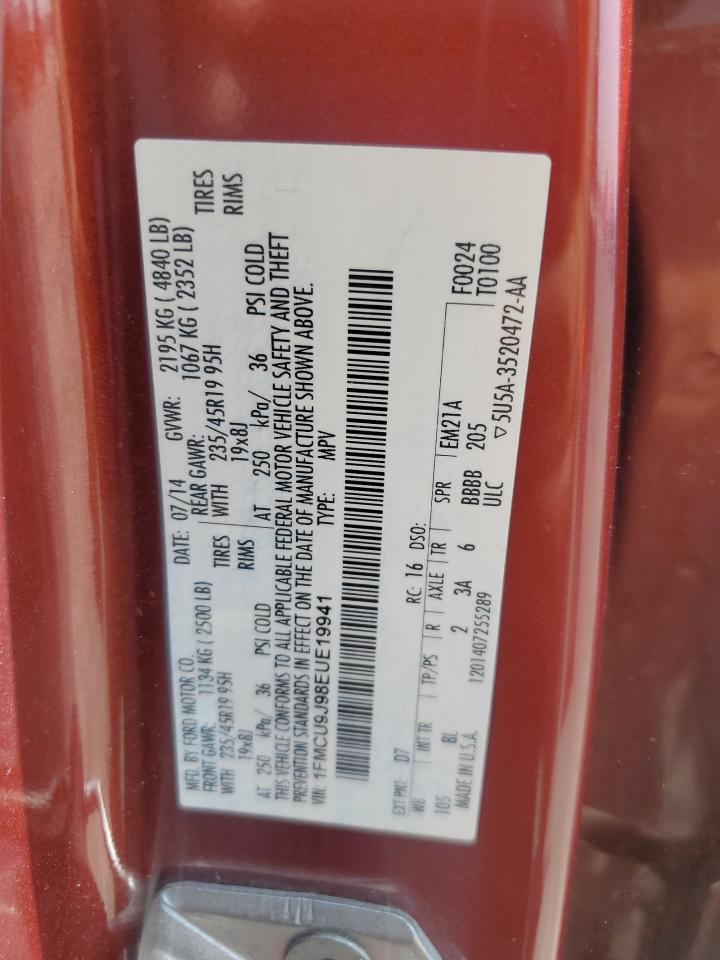 MFD. BY FORD MOTOR CO. DATE: 07/14 GVWR: 2195 KG ( 4840 LB)
FRONT GAWR: 1134 KG ( 2500 LB) REAR GAWR: 1067 KG ( 2352 LB)
WITH 235/45R19 95H TIRES WITH 235/45R19 95H TIRES
19x8J RIMS 19x8J RIMS
AT 250 kPa/ 36 PSI COLD AT 250 kPa/ 36 PSI COLD
THIS VEHICLE CONFORMS TO ALL APPLICABLE FEDERAL MOTOR VEHICLE SAFETY AND THEFT
PREVENTION STANDARDS IN EFFECT ON THE DATE OF MANUFACTURE SHOWN ABOVE.
VIN: 1FMCU9J98EUE19941 TYPE: MPV
EXT PNT: D7 RC: 16 DSO: F0024
WB INT TR TP/PS R AXLE TR SPR EM21A T0100
105 BL 2 3A 6 BBBB 205
MADE IN U.S.A. 1201407255289 ULC ▽5U5A-3520472-AA